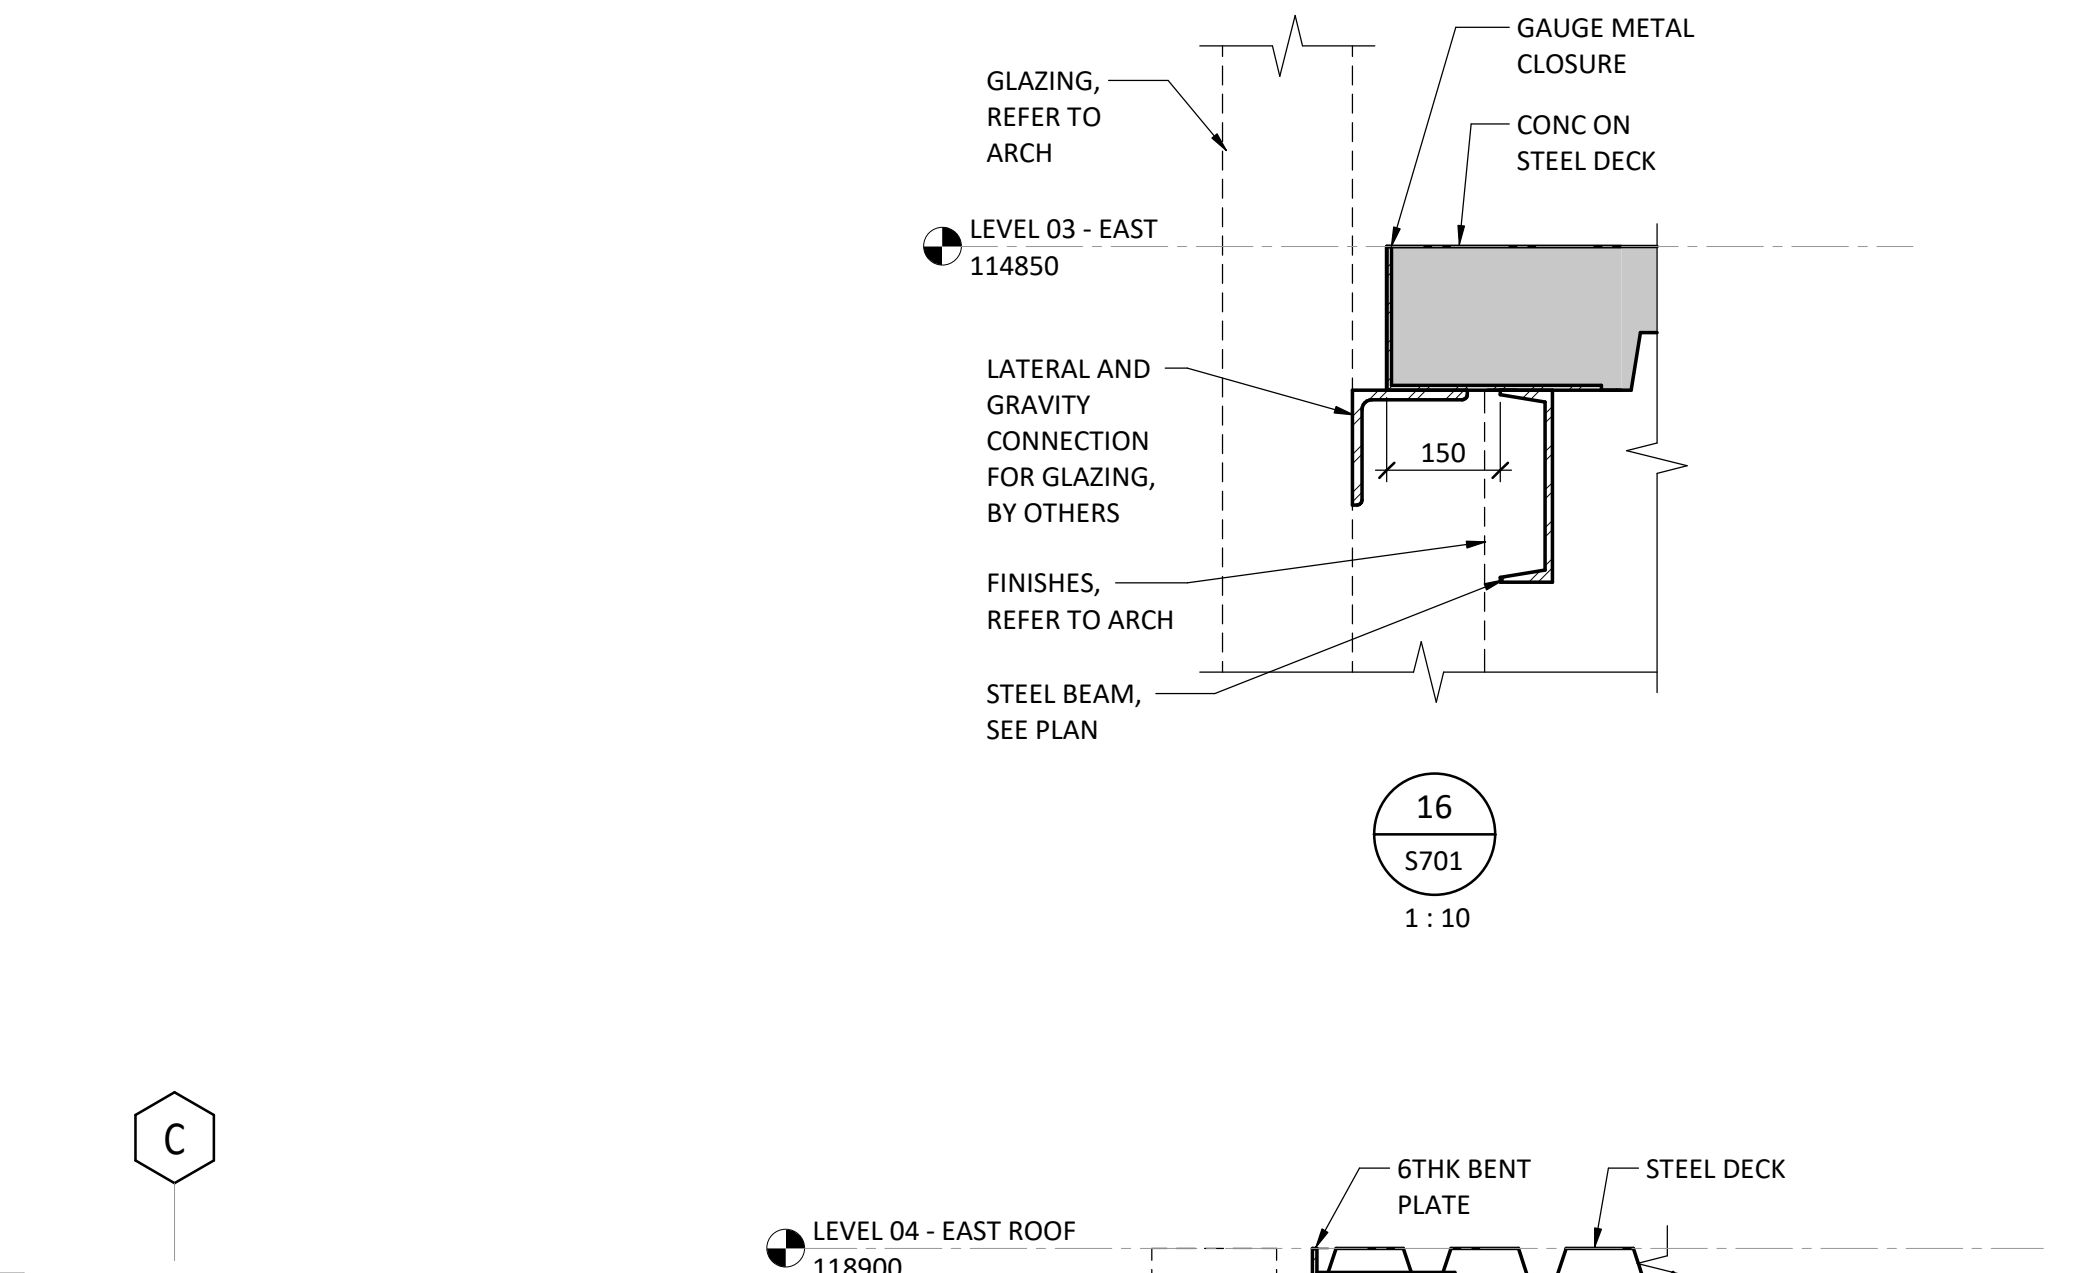 GAUGE METAL
CLOSURE
GLAZING,
REFER TO
ARCH
CONC ON
STEEL DECK
LEVEL 03 - EAST
114850
LATERAL AND
GRAVITY
CONNECTION
FOR GLAZING,
BY OTHERS
150
FINISHES,
REFER TO ARCH
STEEL BEAM,
SEE PLAN
16
S701
1 : 10
C
6THK BENT
PLATE
STEEL DECK
LEVEL 04 - EAST ROOF
118900